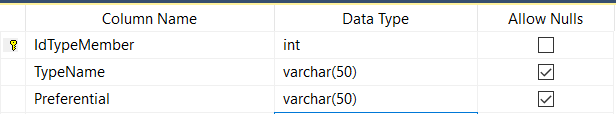 Column Name Data Type Allow Nulls
IdTypeMember int
TypeName varchar(50)
Preferential varchar(50)